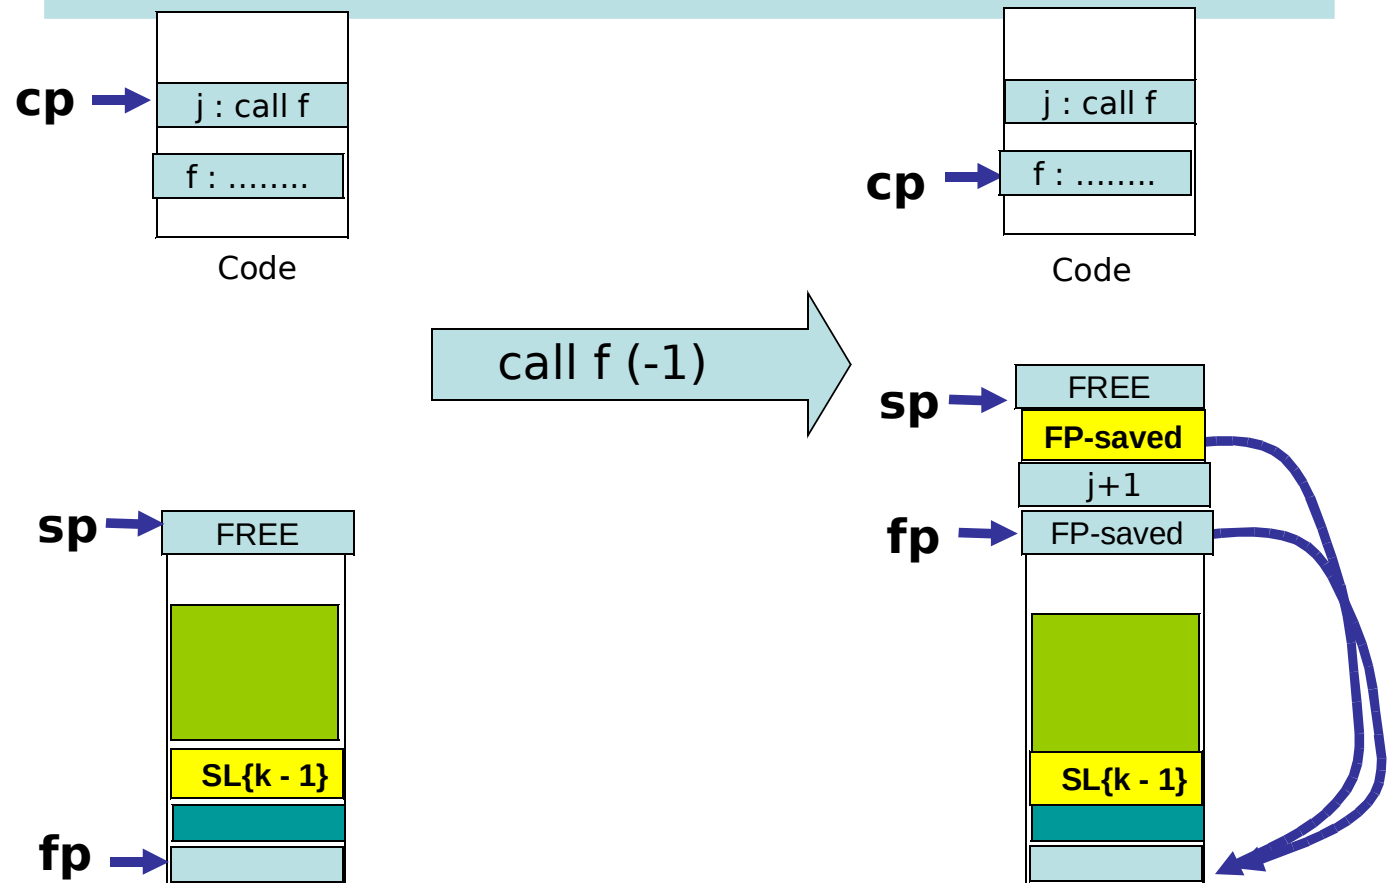 cp
j : call f
f : ........
Code
j : call f
cp
f : ........
Code
call f (-1)
sp
FREE
FP-saved
j+1
fp
FP-saved
SL{k - 1}
sp
FREE
SL{k - 1}
fp